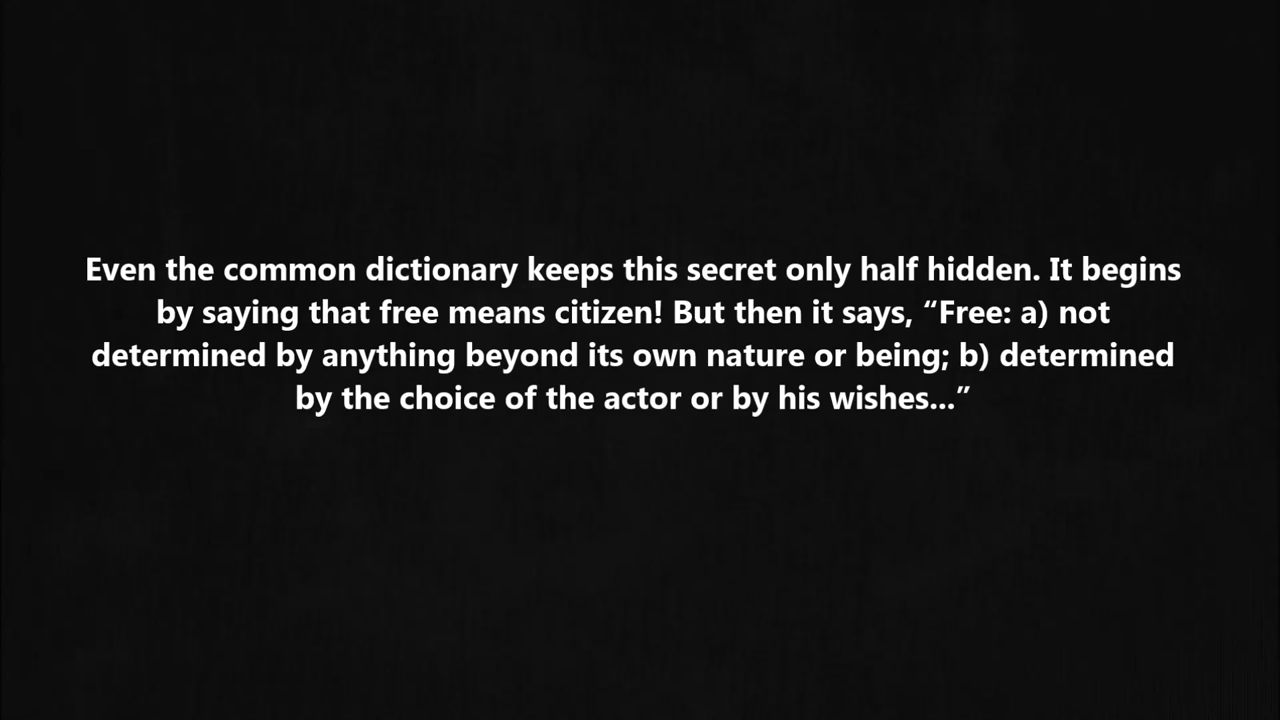 Even the common dictionary keeps this secret only half hidden. It begins
by saying that free means citizen! But then it says, “Free: a) not
determined by anything beyond its own nature or being; b) determined
by the choice of the actor or by his wishes...”